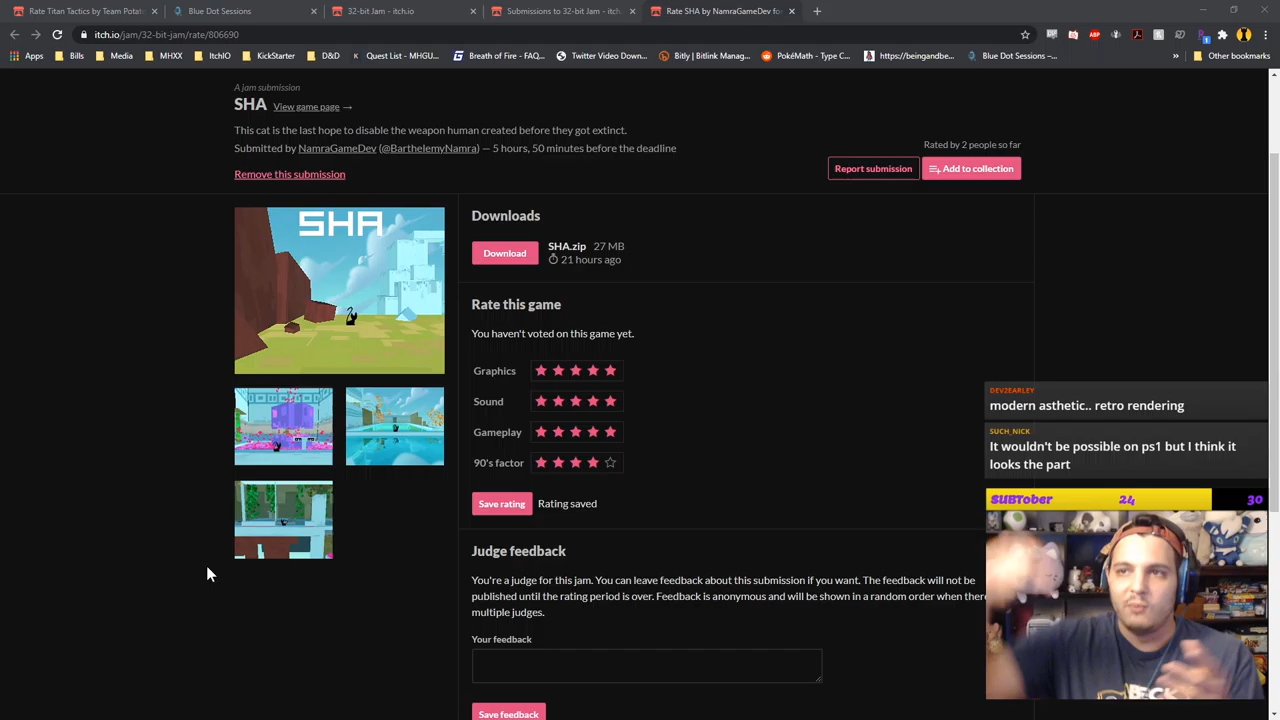 Rate Titan Tactics by Team Potat
Blue Dot Sessions
32-bit Jam - itch.io
Submissions to 32-bit Jam - itch.
Rate SHA by NamraGameDev fo
itch.io/jam/32-bit-jam/rate/806690
Apps
Bills
Media
MHXX
ItchIO
KickStarter
D&D
Quest List - MHGU...
Breath of Fire - FAQ...
Twitter Video Down...
Bitly | Bitlink Manag...
PokéMath - Type C...
https://beingandbe...
Blue Dot Sessions –...
»
Other bookmarks
A jam submission
SHA View game page →
This cat is the last hope to disable the weapon human created before they got extinct.
Submitted by NamraGameDev (@BarthelemyNamra) — 5 hours, 50 minutes before the deadline
Rated by 2 people so far
Remove this submission
Report submission
Add to collection
SHA
Downloads
Download
SHA.zip 27 MB
21 hours ago
Rate this game
You haven't voted on this game yet.
Graphics
Sound
Gameplay
90's factor
Save rating Rating saved
Judge feedback
You're a judge for this jam. You can leave feedback about this submission if you want. The feedback will not be
published until the rating period is over. Feedback is anonymous and will be shown in a random order when there
multiple judges.
Your feedback
Save feedback
DEV2EARLEY
modern asthetic.. retro rendering
SUCH_NICK
It wouldn't be possible on ps1 but I think it
looks the part
SUBTober 24 30